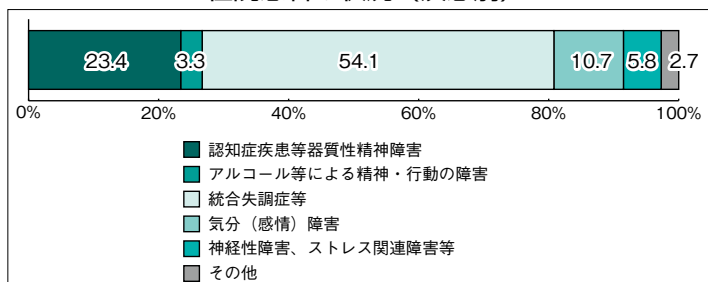 23.4 3.3 54.1 10.7 5.8 2.7
0% 20% 40% 60% 80% 100%
認知症疾患等器質性精神障害
アルコール等による精神・行動の障害
統合失調症等
気分（感情）障害
神経性障害、ストレス関連障害等
その他